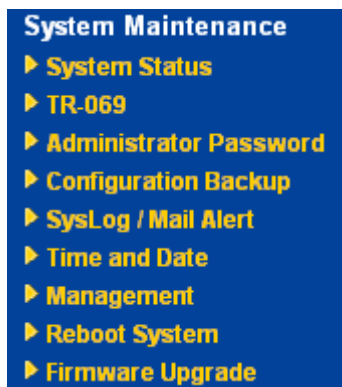 System Maintenance
System Status
TR-069
Administrator Password
Configuration Backup
SysLog / Mail Alert
Time and Date
Management
Reboot System
Firmware Upgrade